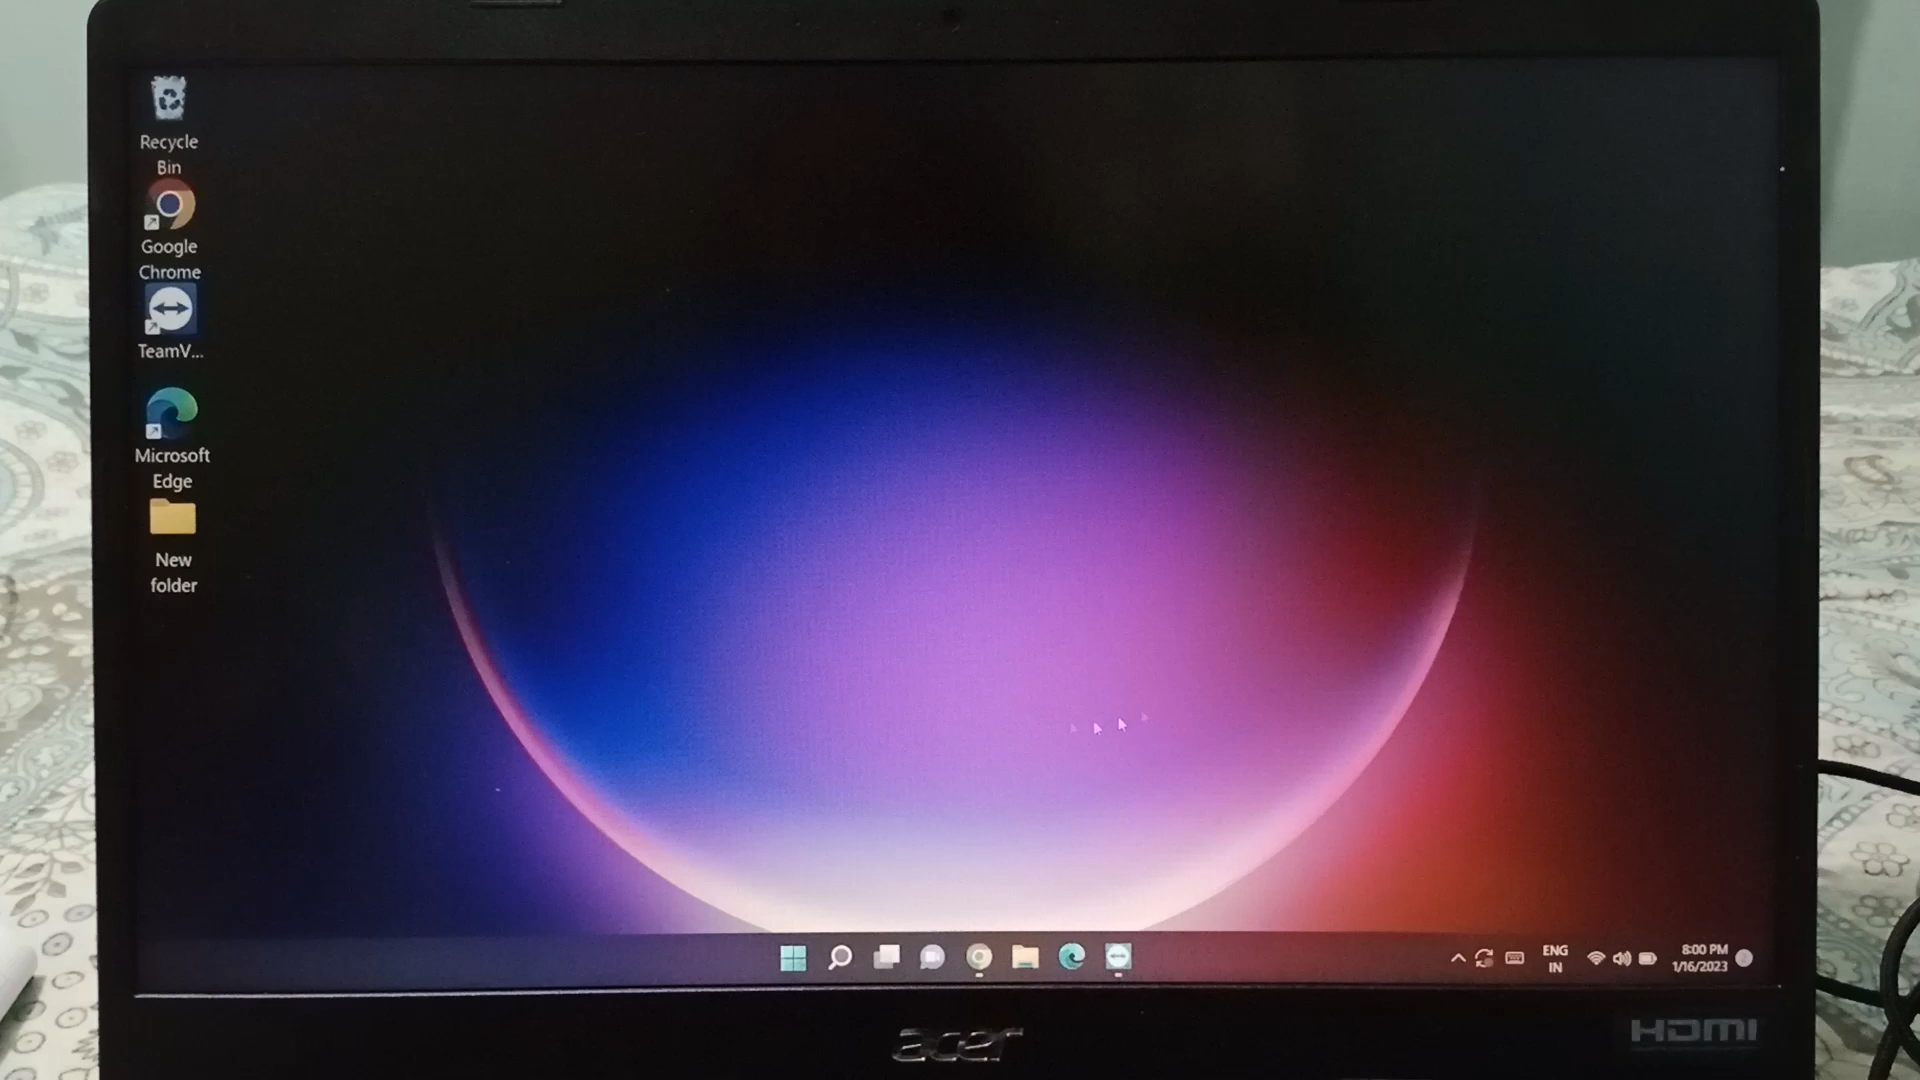 Recycle
Bin
Google
Chrome
TeamV...
Microsoft
Edge
New
folder
ENG
IN
8:00 PM
1/16/2023
acer
HDMI